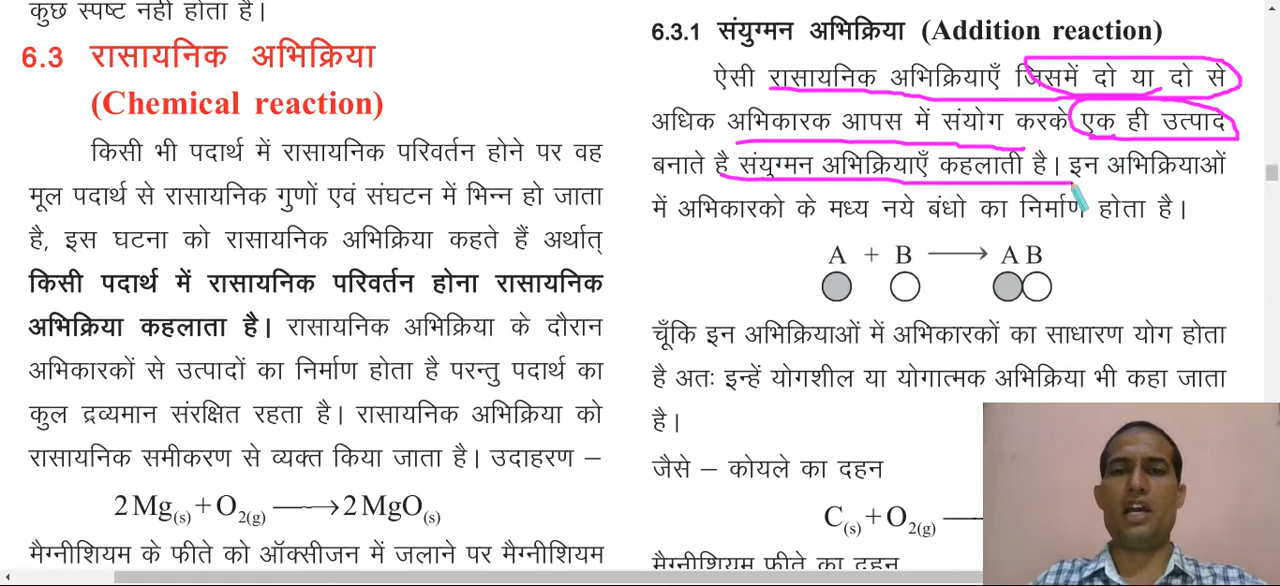 कुछ स्पष्ट नहीं होता है।
6.3 रासायनिक अभिक्रिया
(Chemical reaction)
किसी भी पदार्थ में रासायनिक परिवर्तन होने पर वह
मूल पदार्थ से रासायनिक गुणों एवं संघटन में भिन्न हो जाता
है, इस घटना को रासायनिक अभिक्रिया कहते हैं अर्थात्
किसी पदार्थ में रासायनिक परिवर्तन होना रासायनिक
अभिक्रिया कहलाता है। रासायनिक अभिक्रिया के दौरान
अभिकारकों से उत्पादों का निर्माण होता है परन्तु पदार्थ का
कुल द्रव्यमान संरक्षित रहता है। रासायनिक अभिक्रिया को
रासायनिक समीकरण से व्यक्त किया जाता है। उदाहरण –
2Mg(s) + O2(g) ⟶ 2MgO(s)
मैग्नीशियम के फीते को ऑक्सीजन में जलाने पर मैग्नीशियम
6.3.1 संयुग्मन अभिक्रिया (Addition reaction)
ऐसी रासायनिक अभिक्रियाएँ जिसमें दो या दो से
अधिक अभिकारक आपस में संयोग करके एक ही उत्पाद
बनाते है संयुग्मन अभिक्रियाएँ कहलाती है। इन अभिक्रियाओं
में अभिकारको के मध्य नये बंधो का निर्माण होता है।
A + B ⟶ A B
चूँकि इन अभिक्रियाओं में अभिकारकों का साधारण योग होता
है अतः इन्हें योगशील या योगात्मक अभिक्रिया भी कहा जाता
है।
जैसे – कोयले का दहन
C(s) + O2(g) —
मैग्नीशियम फीते का दहन